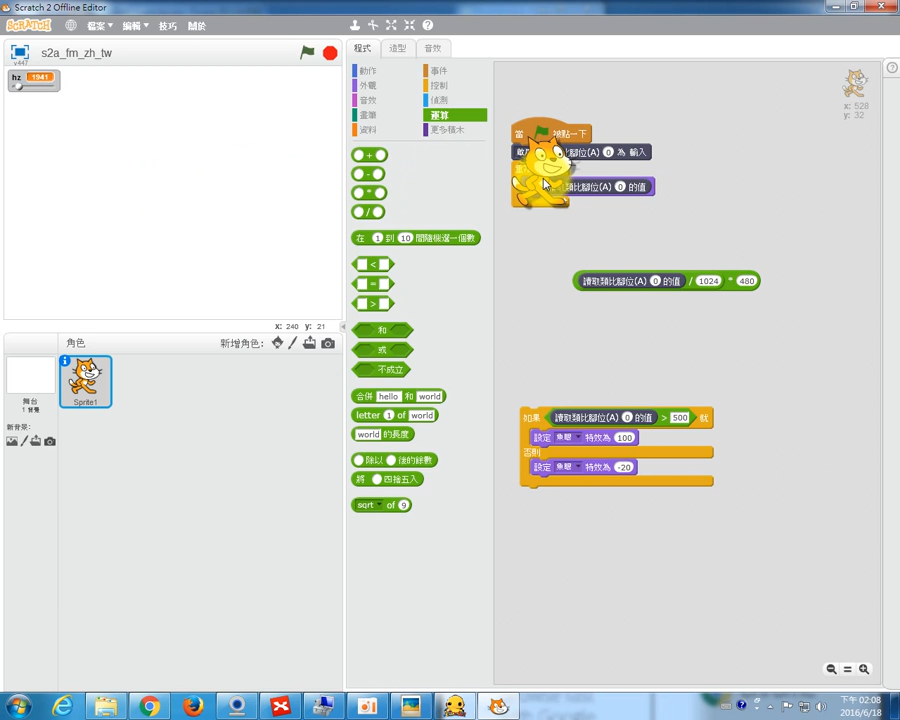 Scratch 2 Offline Editor
SCRATCH 檔案 編輯 技巧 關於
v447 s2a_fm_zh_tw
hz 1941
x: 240 y: 21
角色 新增角色:
舞台
1 背景
新背景:
Sprite1
程式 造型 音效
動作 事件
外觀 控制
音效 偵測
畫筆 運算
資料 更多積木
+
-
*
/
在 1 到 10 間隨機選一個數
<
=
>
和
或
不成立
合併 hello 和 world
letter 1 of world
world 的長度
除以 後的餘數
將 四捨五入
sqrt of 9
x: 528
y: 32
當 被點一下
腳位(A) 0 為 輸入
類比腳位(A) 0 的值
讀取類比腳位(A) 0 的值 / 1024 * 480
如果 讀取類比腳位(A) 0 的值 > 500 就
設定 魚眼 特效為 100
否則
設定 魚眼 特效為 -20
下午 02:08
2016/6/18